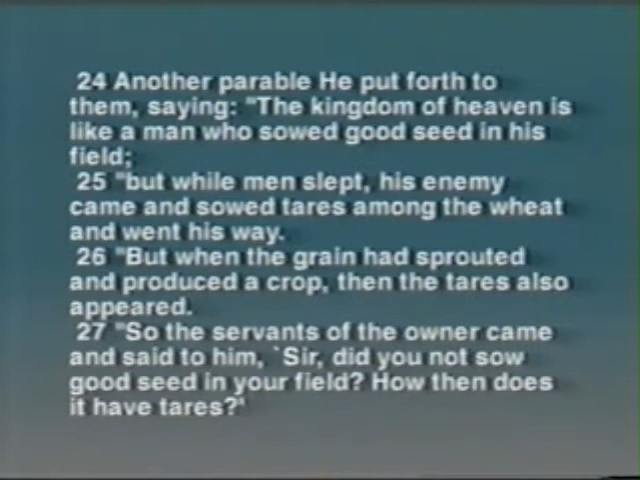 24 Another parable He put forth to
them, saying: "The kingdom of heaven is
like a man who sowed good seed in his
field;
25 "but while men slept, his enemy
came and sowed tares among the wheat
and went his way.
26 "But when the grain had sprouted
and produced a crop, then the tares also
appeared.
27 "So the servants of the owner came
and said to him, `Sir, did you not sow
good seed in your field? How then does
it have tares?'